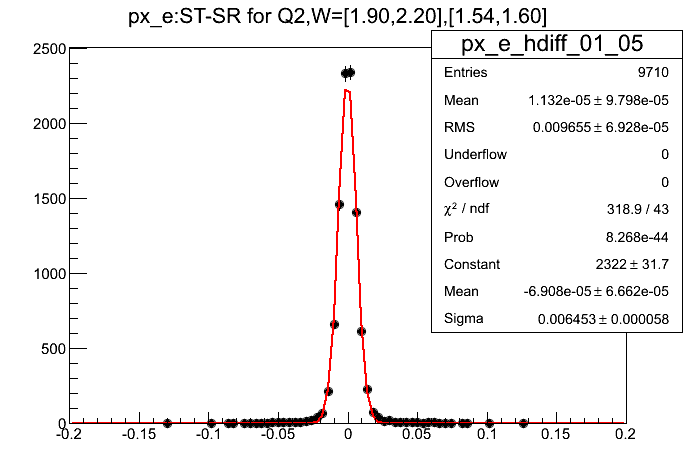 px_e:ST-SR for Q2,W=[1.90,2.20],[1.54,1.60]
px_e_hdiff_01_05
Entries 9710
Mean 1.132e-05 ± 9.798e-05
RMS 0.009655 ± 6.928e-05
Underflow 0
Overflow 0
χ² / ndf 318.9 / 43
Prob 8.268e-44
Constant 2322 ± 31.7
Mean -6.908e-05 ± 6.662e-05
Sigma 0.006453 ± 0.000058
2500
2000
1500
1000
500
0
-0.2 -0.15 -0.1 -0.05 0 0.05 0.1 0.15 0.2